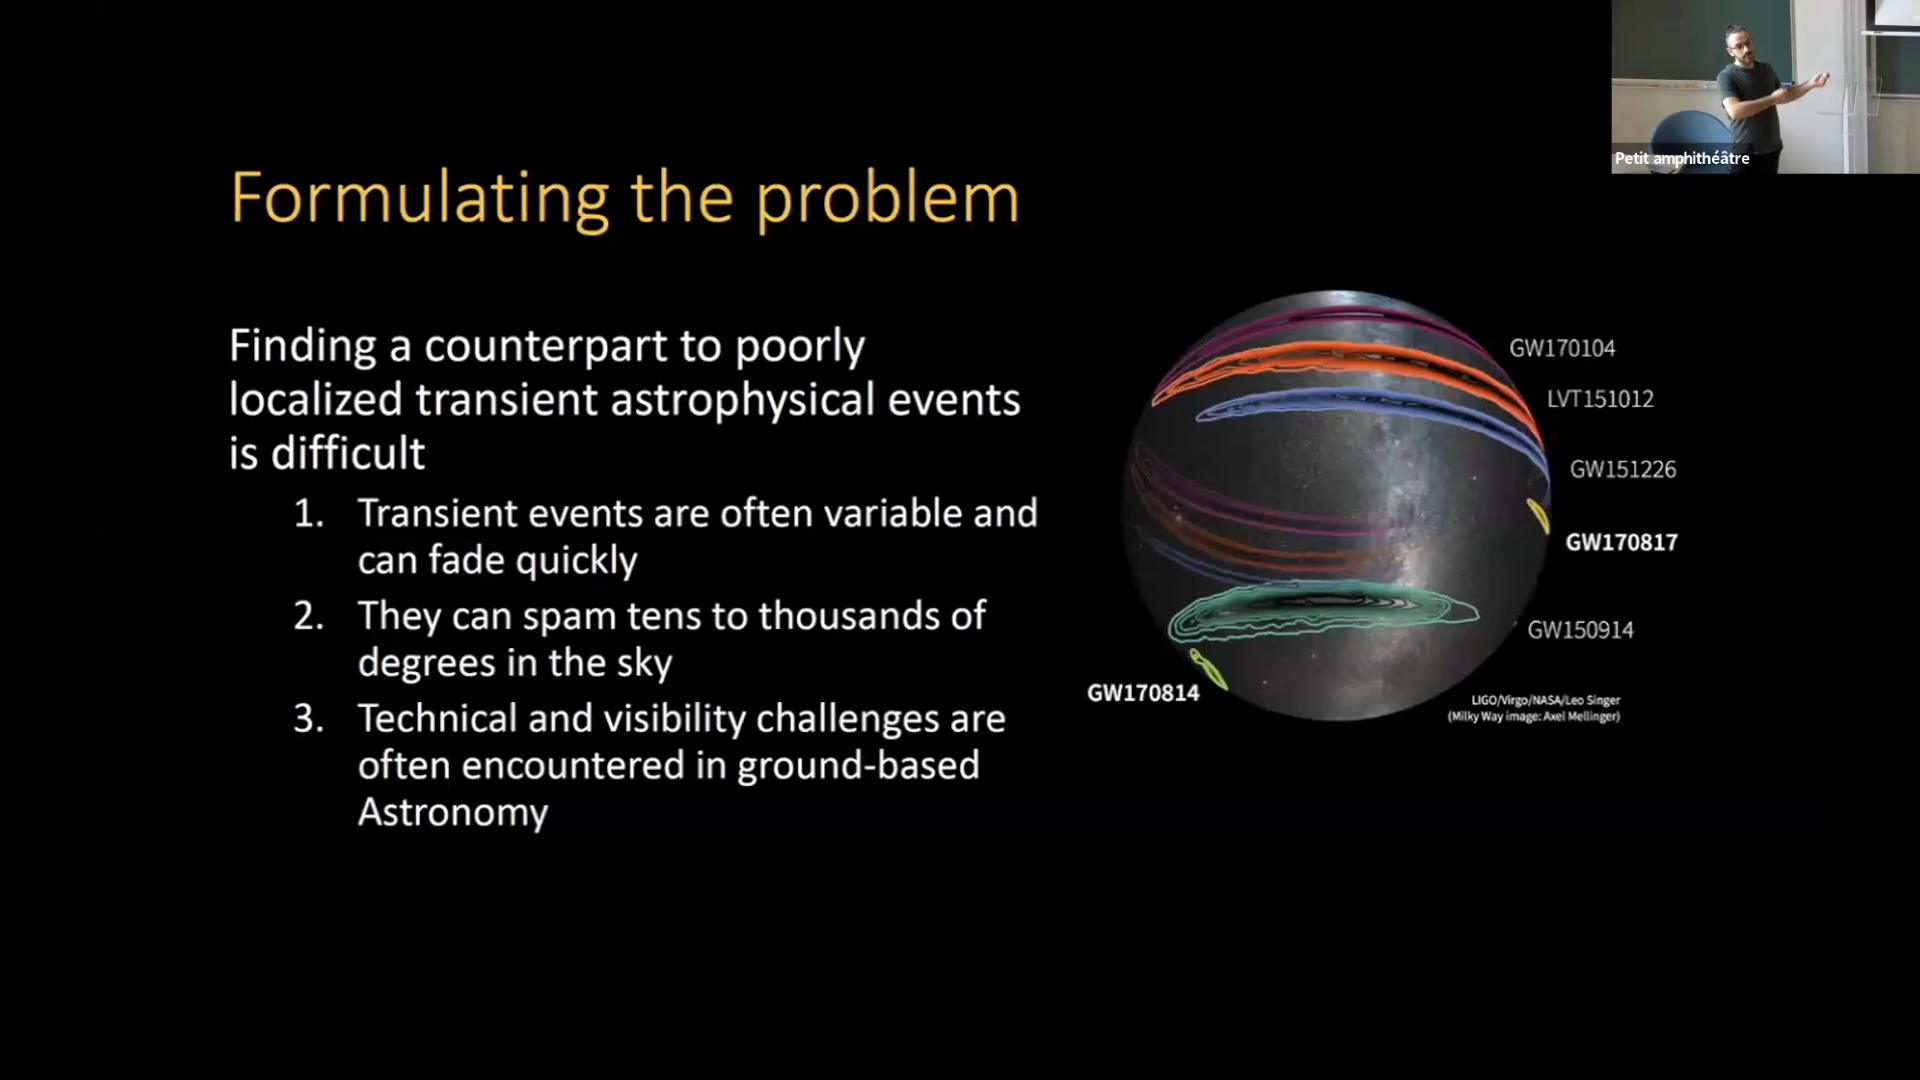 Petit amphithéâtre
Formulating the problem
Finding a counterpart to poorly
localized transient astrophysical events
is difficult
1. Transient events are often variable and
can fade quickly
2. They can spam tens to thousands of
degrees in the sky
3. Technical and visibility challenges are
often encountered in ground-based
Astronomy
GW170104
LVT151012
GW151226
GW170817
GW150914
GW170814
LIGO/Virgo/NASA/Leo Singer
(Milky Way image: Axel Mellinger)